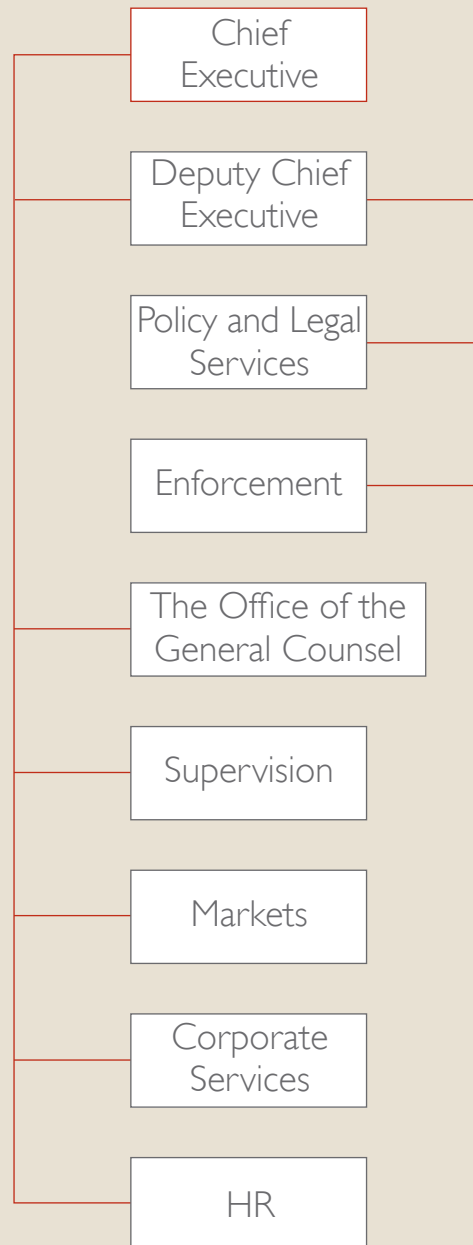 Chief
Executive
Deputy Chief
Executive
Policy and Legal
Services
Enforcement
The Office of the
General Counsel
Supervision
Markets
Corporate
Services
HR